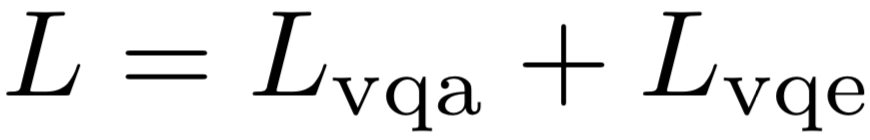 L = L_vqa + L_vqe